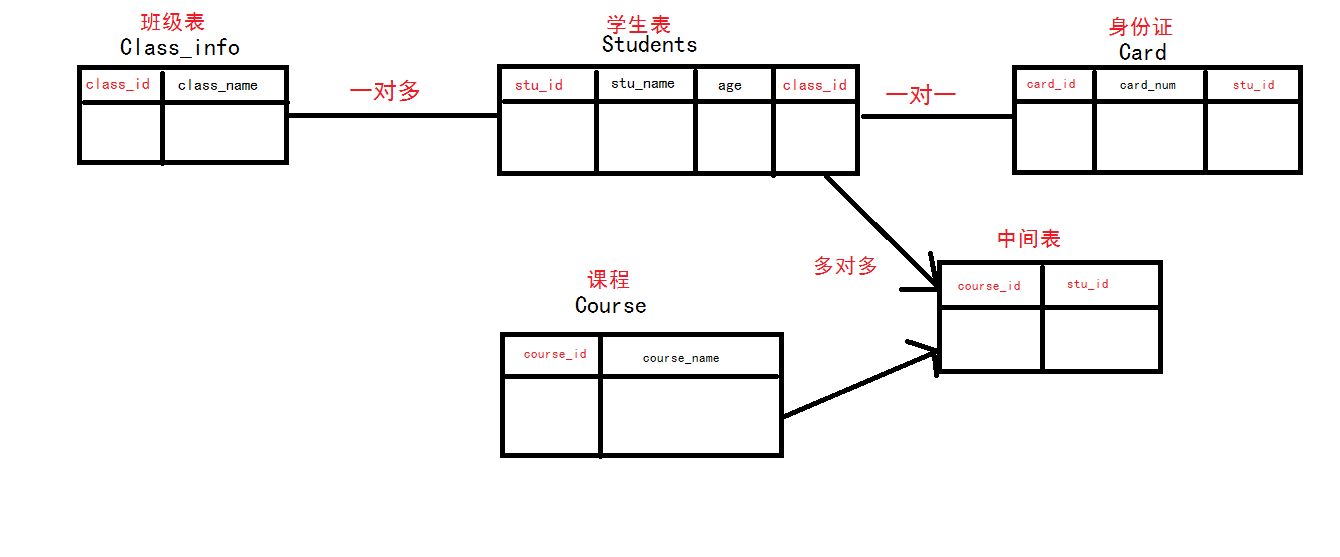 班级表
Class_info
class_id class_name
一对多
学生表
Students
stu_id stu_name age class_id
一对一
身份证
Card
card_id card_num stu_id
多对多
中间表
course_id stu_id
课程
Course
course_id course_name